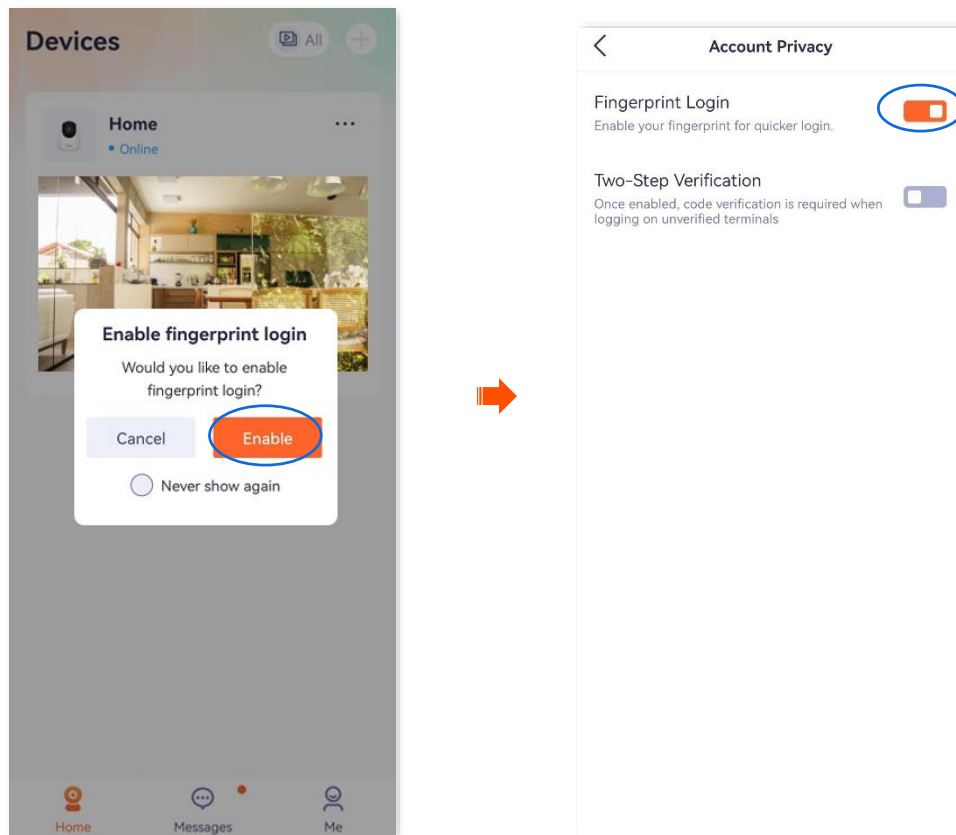 Devices
All
Home
Online
Enable fingerprint login
Would you like to enable
fingerprint login?
Cancel
Enable
Never show again
Home
Messages
Me
Account Privacy
Fingerprint Login
Enable your fingerprint for quicker login.
Two-Step Verification
Once enabled, code verification is required when
logging on unverified terminals